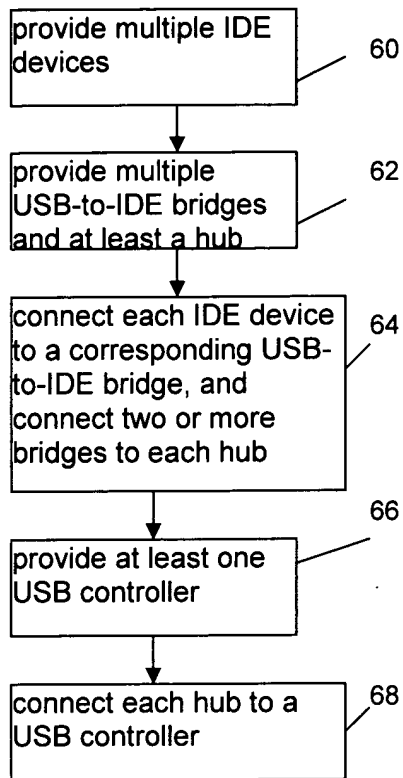 provide multiple IDE
devices
60
provide multiple
USB-to-IDE bridges
and at least a hub
62
connect each IDE device
to a corresponding USB-
to-IDE bridge, and
connect two or more
bridges to each hub
64
66
provide at least one
USB controller
connect each hub to a
USB controller
68